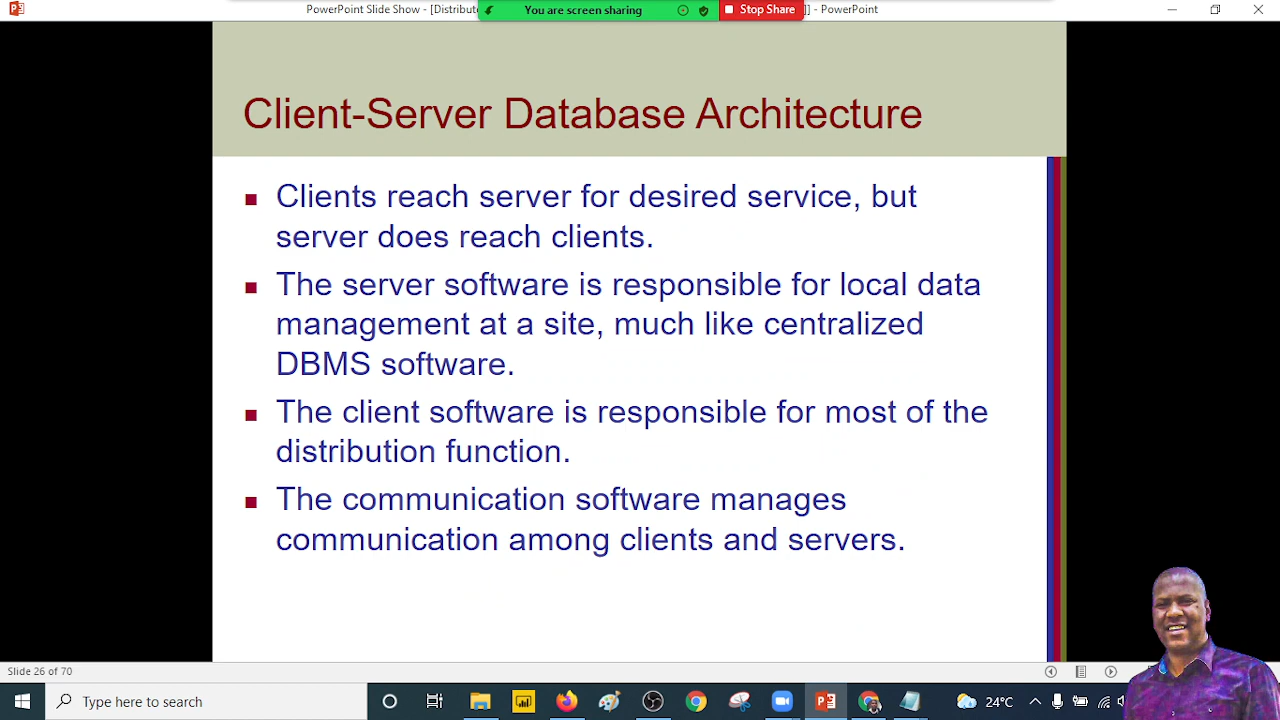 PowerPoint Slide Show - [Distribut
You are screen sharing
Stop Share
]] - PowerPoint
Client-Server Database Architecture
Clients reach server for desired service, but
server does reach clients.
The server software is responsible for local data
management at a site, much like centralized
DBMS software.
The client software is responsible for most of the
distribution function.
The communication software manages
communication among clients and servers.
Slide 26 of 70
Type here to search
24°C